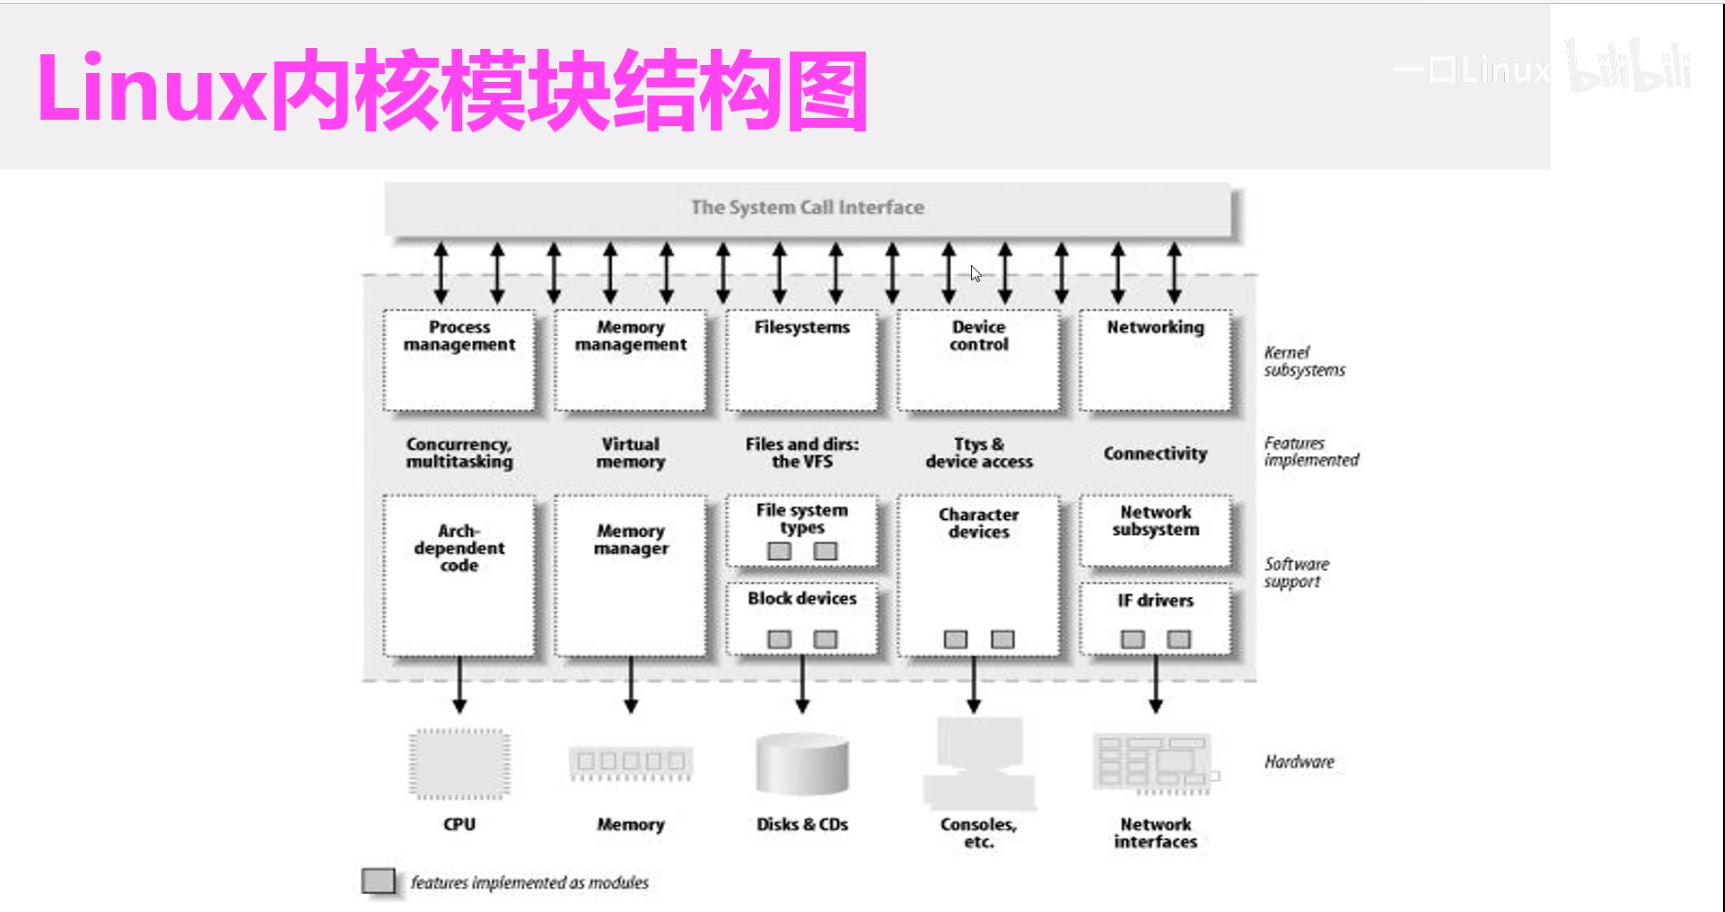 Linux内核模块结构图
一口Linux bilibili
The System Call Interface
Process
management
Memory
management
Filesystems
Device
control
Networking
Kernel
subsystems
Concurrency,
multitasking
Virtual
memory
Files and dirs:
the VFS
Ttys &
device access
Connectivity
Features
implemented
Arch-
dependent
code
Memory
manager
File system
types
Block devices
Character
devices
Network
subsystem
IF drivers
Software
support
CPU
Memory
Disks & CDs
Consoles,
etc.
Network
interfaces
Hardware
features implemented as modules